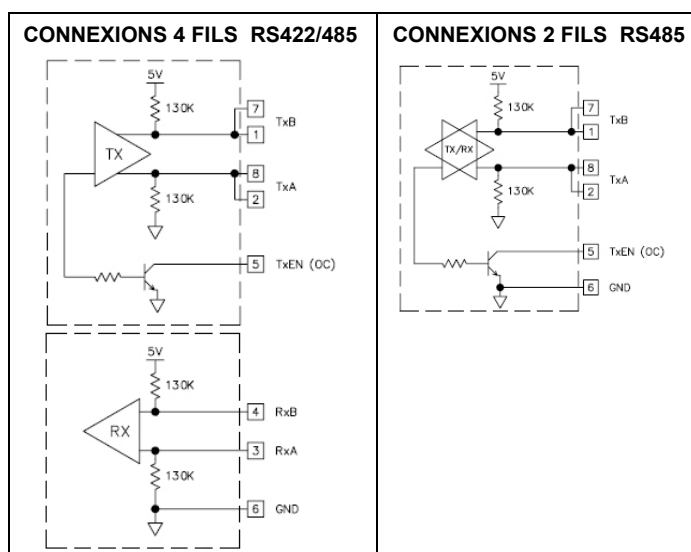 CONNEXIONS 4 FILS RS422/485
5V
130K
7
TxB
1
TX
8
TxA
2
130K
5 TxEN (OC)
5V
130K
4 RxB
RX
3 RxA
130K
6 GND
CONNEXIONS 2 FILS RS485
5V
130K
7
TxB
1
TX/RX
8
TxA
2
130K
5 TxEN (OC)
6 GND